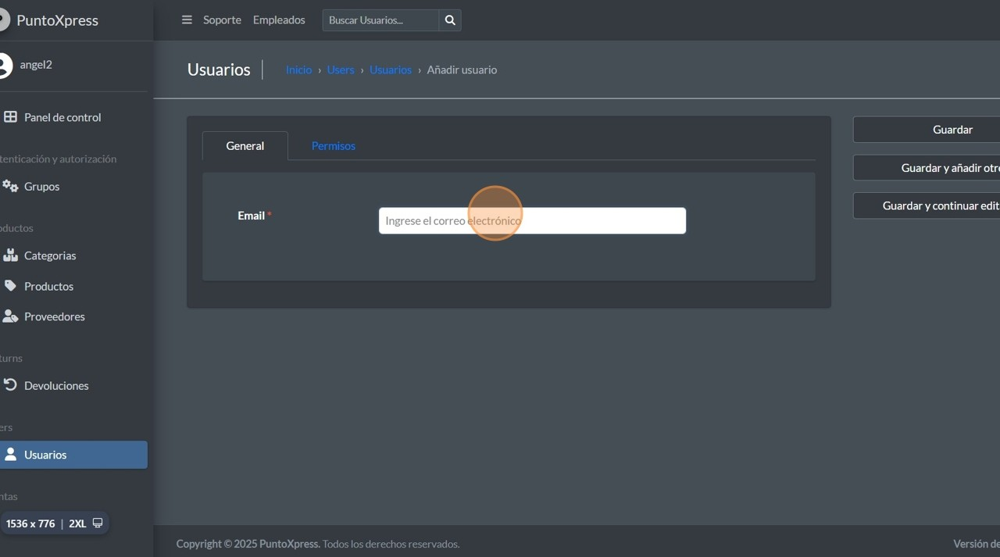 PuntoXpress
Soporte
Empleados
Buscar Usuarios...
angel2
Usuarios
Inicio › Users › Usuarios › Añadir usuario
Panel de control
tenticación y autorización
Grupos
oductos
Categorias
Productos
Proveedores
turns
Devoluciones
ers
Usuarios
ntas
1536 x 776 | 2XL
General
Permisos
Email *
Ingrese el correo electrónico
Guardar
Guardar y añadir otro
Guardar y continuar edit
Copyright © 2025 PuntoXpress. Todos los derechos reservados.
Versión de